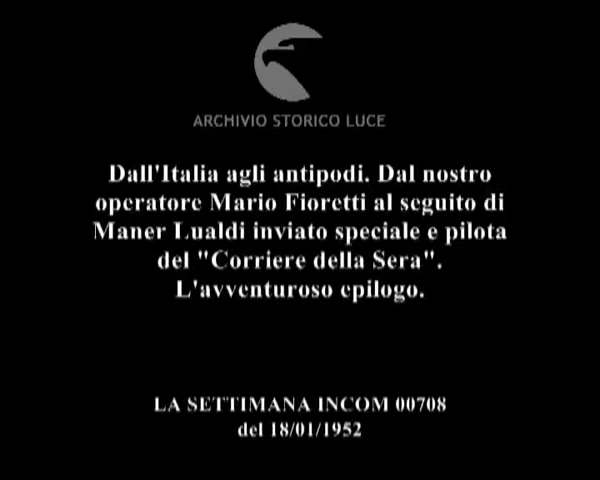 ARCHIVIO STORICO LUCE
Dall'Italia agli antipodi. Dal nostro
operatore Mario Fioretti al seguito di
Maner Lualdi inviato speciale e pilota
del "Corriere della Sera".
L'avventuroso epilogo.
LA SETTIMANA INCOM 00708
del 18/01/1952